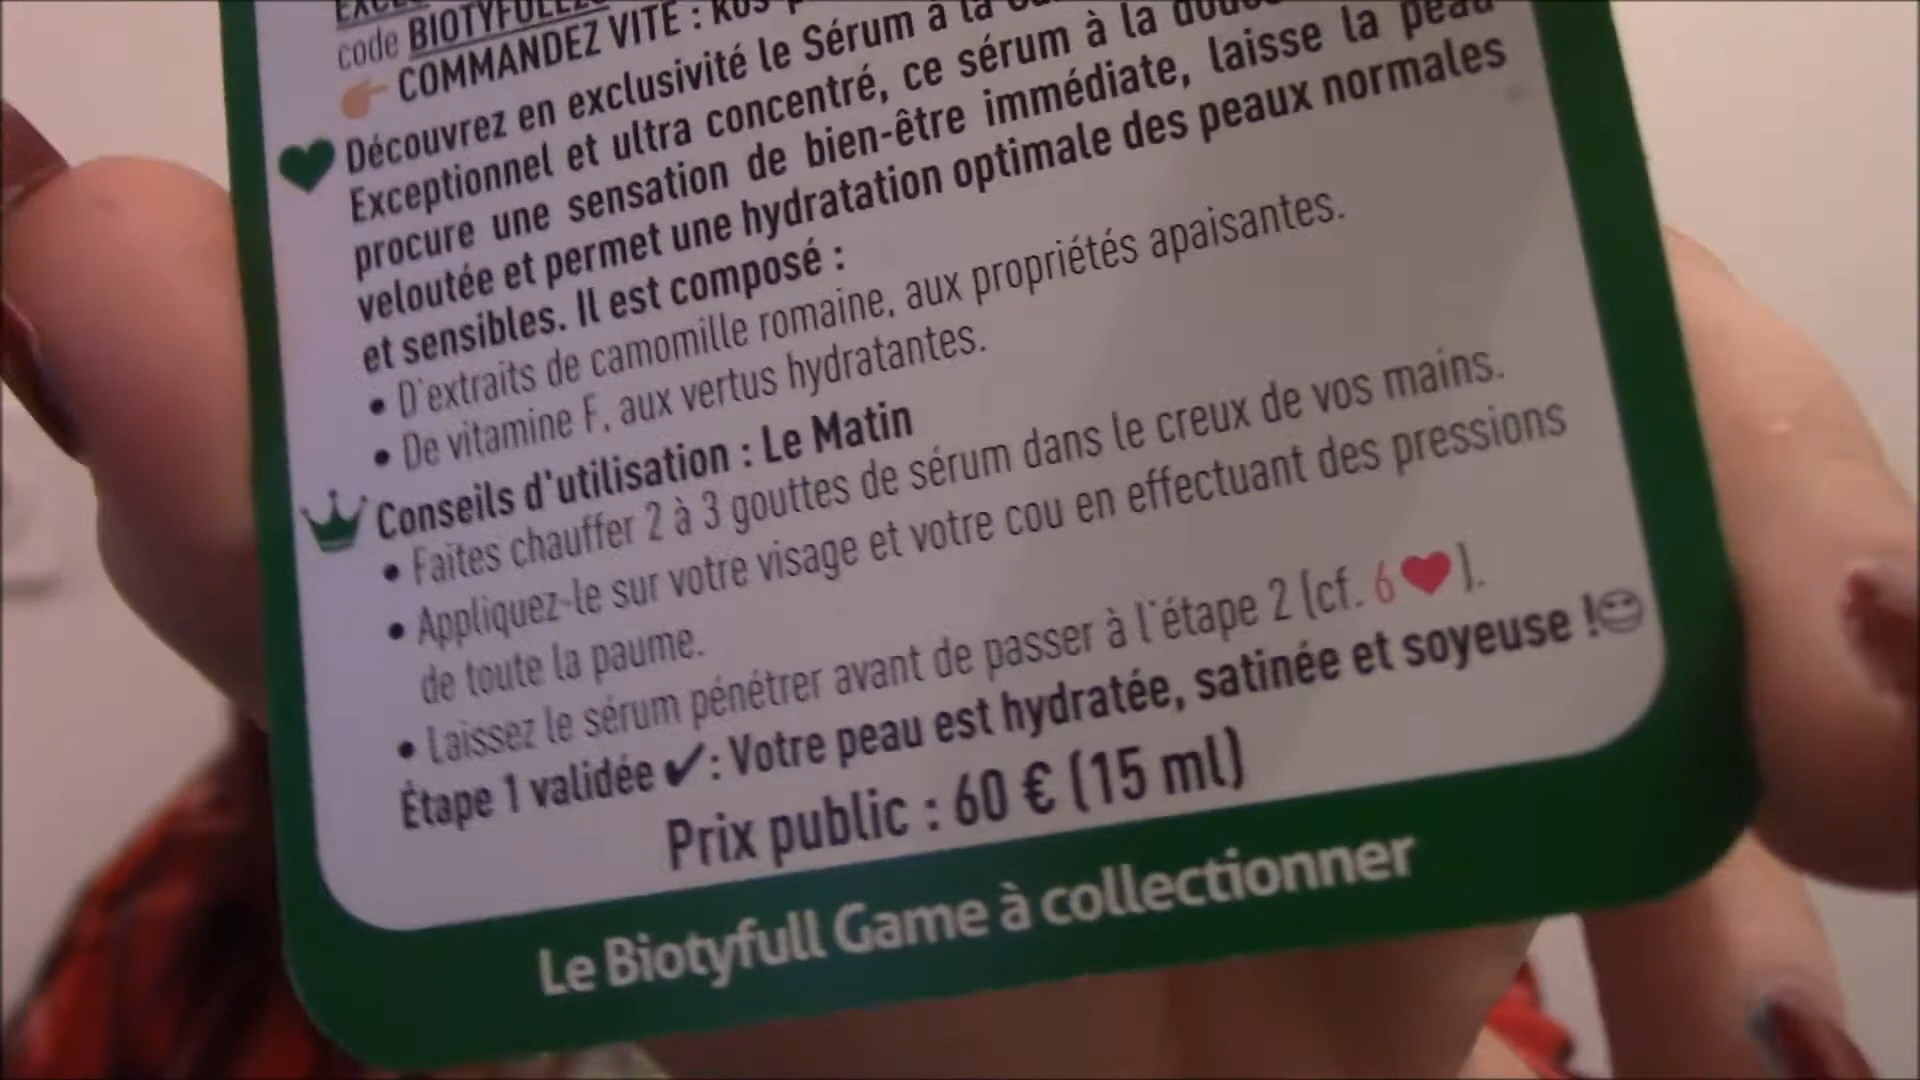 code
COMMANDEZ VITE :
Découvrez en exclusivité le Sérum à la
Exceptionnel et ultra concentré, ce sérum à la
procure une sensation de bien-être immédiate, laisse la peau
veloutée et permet une hydratation optimale des peaux normales
et sensibles. Il est composé :
• D'extraits de camomille romaine, aux propriétés apaisantes.
• De vitamine F, aux vertus hydratantes.
Conseils d'utilisation : Le Matin
• Faites chauffer 2 à 3 gouttes de sérum dans le creux de vos mains.
• Appliquez-le sur votre visage et votre cou en effectuant des pressions
de toute la paume.
• Laissez le sérum pénétrer avant de passer à l'étape 2 (cf. 6♥).
Étape 1 validée ✔: Votre peau est hydratée, satinée et soyeuse !😊
Prix public : 60 € (15 ml)
Le Biotyfull Game à collectionner